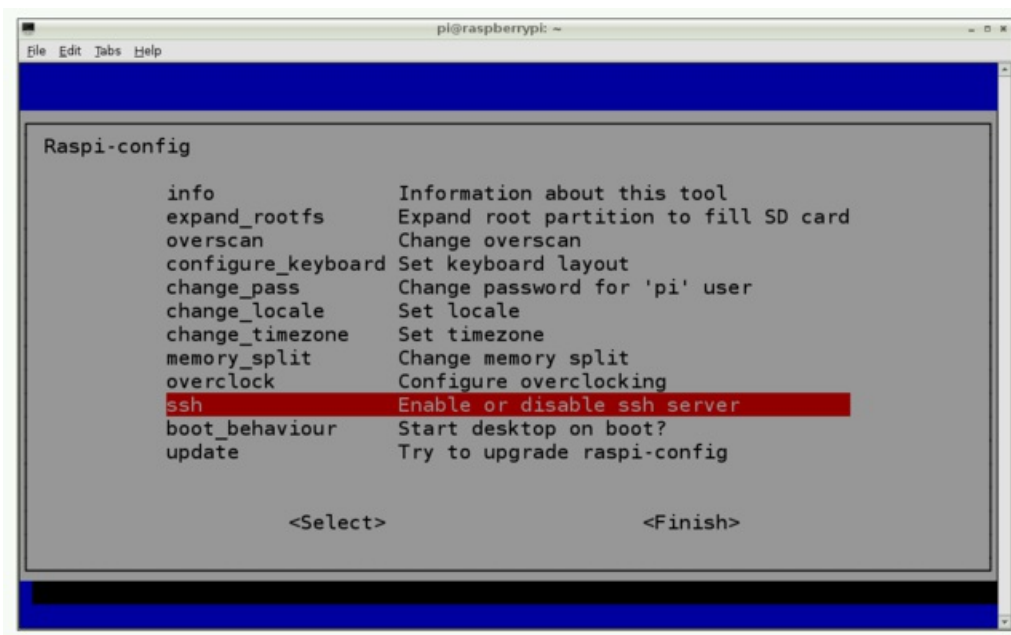 pi@raspberrypi: ~
File Edit Tabs Help
Raspi-config
info Information about this tool
expand_rootfs Expand root partition to fill SD card
overscan Change overscan
configure_keyboard Set keyboard layout
change_pass Change password for 'pi' user
change_locale Set locale
change_timezone Set timezone
memory_split Change memory split
overclock Configure overclocking
ssh Enable or disable ssh server
boot_behaviour Start desktop on boot?
update Try to upgrade raspi-config
<Select> <Finish>